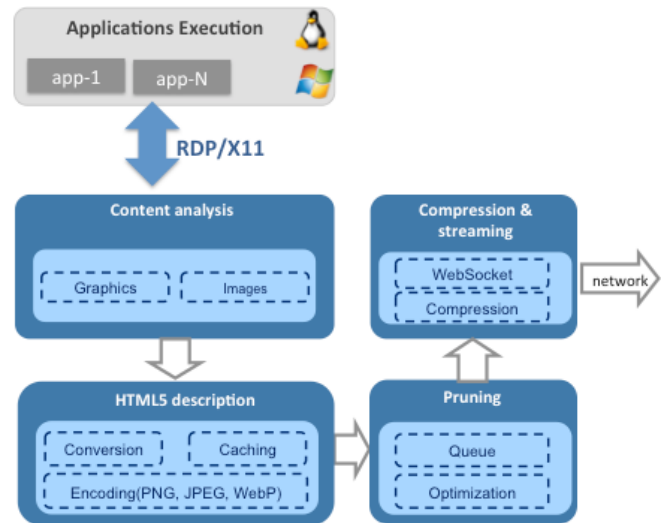 Applications Execution
app-1
app-N
RDP/X11
Content analysis
Graphics
Images
HTML5 description
Conversion
Caching
Encoding(PNG, JPEG, WebP)
Pruning
Queue
Optimization
Compression &
streaming
WebSocket
Compression
network